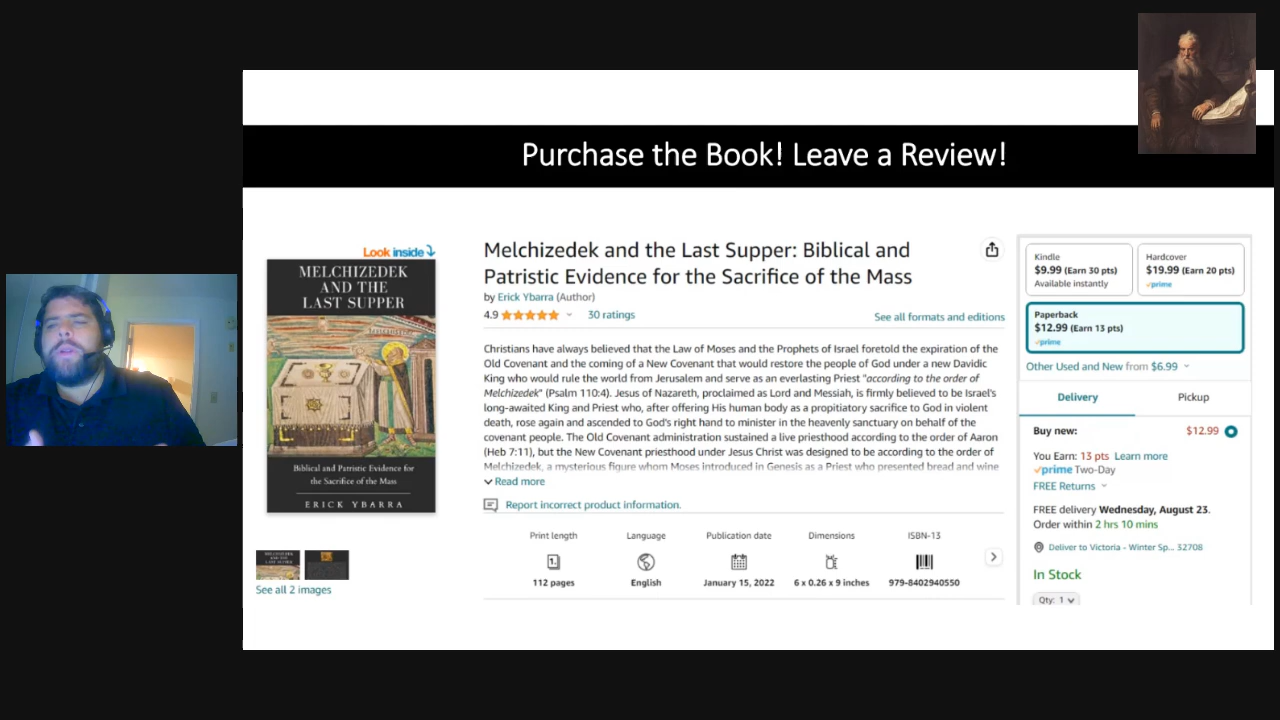 Purchase the Book! Leave a Review!
Look inside
MELCHIZEDEK
AND THE
LAST SUPPER
Biblical and Patristic Evidence for
the Sacrifice of the Mass
ERICK YBARRA
See all 2 images
Melchizedek and the Last Supper: Biblical and
Patristic Evidence for the Sacrifice of the Mass
by Erick Ybarra (Author)
4.9 30 ratings
See all formats and editions
Christians have always believed that the Law of Moses and the Prophets of Israel foretold the expiration of the
Old Covenant and the coming of a New Covenant that would restore the people of God under a new Davidic
King who would rule the world from Jerusalem and serve as an everlasting Priest "according to the order of
Melchizedek" (Psalm 110:4). Jesus of Nazareth, proclaimed as Lord and Messiah, is firmly believed to be Israel's
long-awaited King and Priest who, after offering His human body as a propitiatory sacrifice to God in violent
death, rose again and ascended to God's right hand to minister in the heavenly sanctuary on behalf of the
covenant people. The Old Covenant administration sustained a live priesthood according to the order of Aaron
(Heb 7:11), but the New Covenant priesthood under Jesus Christ was designed to be according to the order of
Melchizedek, a mysterious figure whom Moses introduced in Genesis as a Priest who presented bread and wine
Read more
Report incorrect product information.
Print length Language Publication date Dimensions ISBN-13
112 pages English January 15, 2022 6 x 0.26 x 9 inches 979-8402940550
Kindle
$9.99 (Earn 30 pts)
Available instantly
Hardcover
$19.99 (Earn 20 pts)
prime
Paperback
$12.99 (Earn 13 pts)
prime
Other Used and New from $6.99
Delivery Pickup
Buy new: $12.99
You Earn: 13 pts Learn more
prime Two-Day
FREE Returns
FREE delivery Wednesday, August 23.
Order within 2 hrs 10 mins
Deliver to Victoria - Winter Sp... 32708
In Stock
Qty: 1